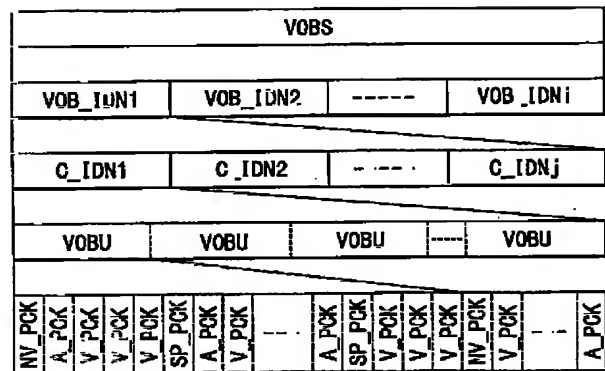 VOBS
VOB_IDN1 VOB_IDN2 ----- VOB_IDNi
C_IDN1 C_IDN2 ----- C_IDNj
VOBU VOBU VOBU ----- VOBU
NV_PCK A_PCK V_PCK V_PCK V_PCK SP_PCK A_PCK V_PCK ---- A_PCK SP_PCK V_PCK V_PCK V_PCK NV_PCK V_PCK ---- A_PCK